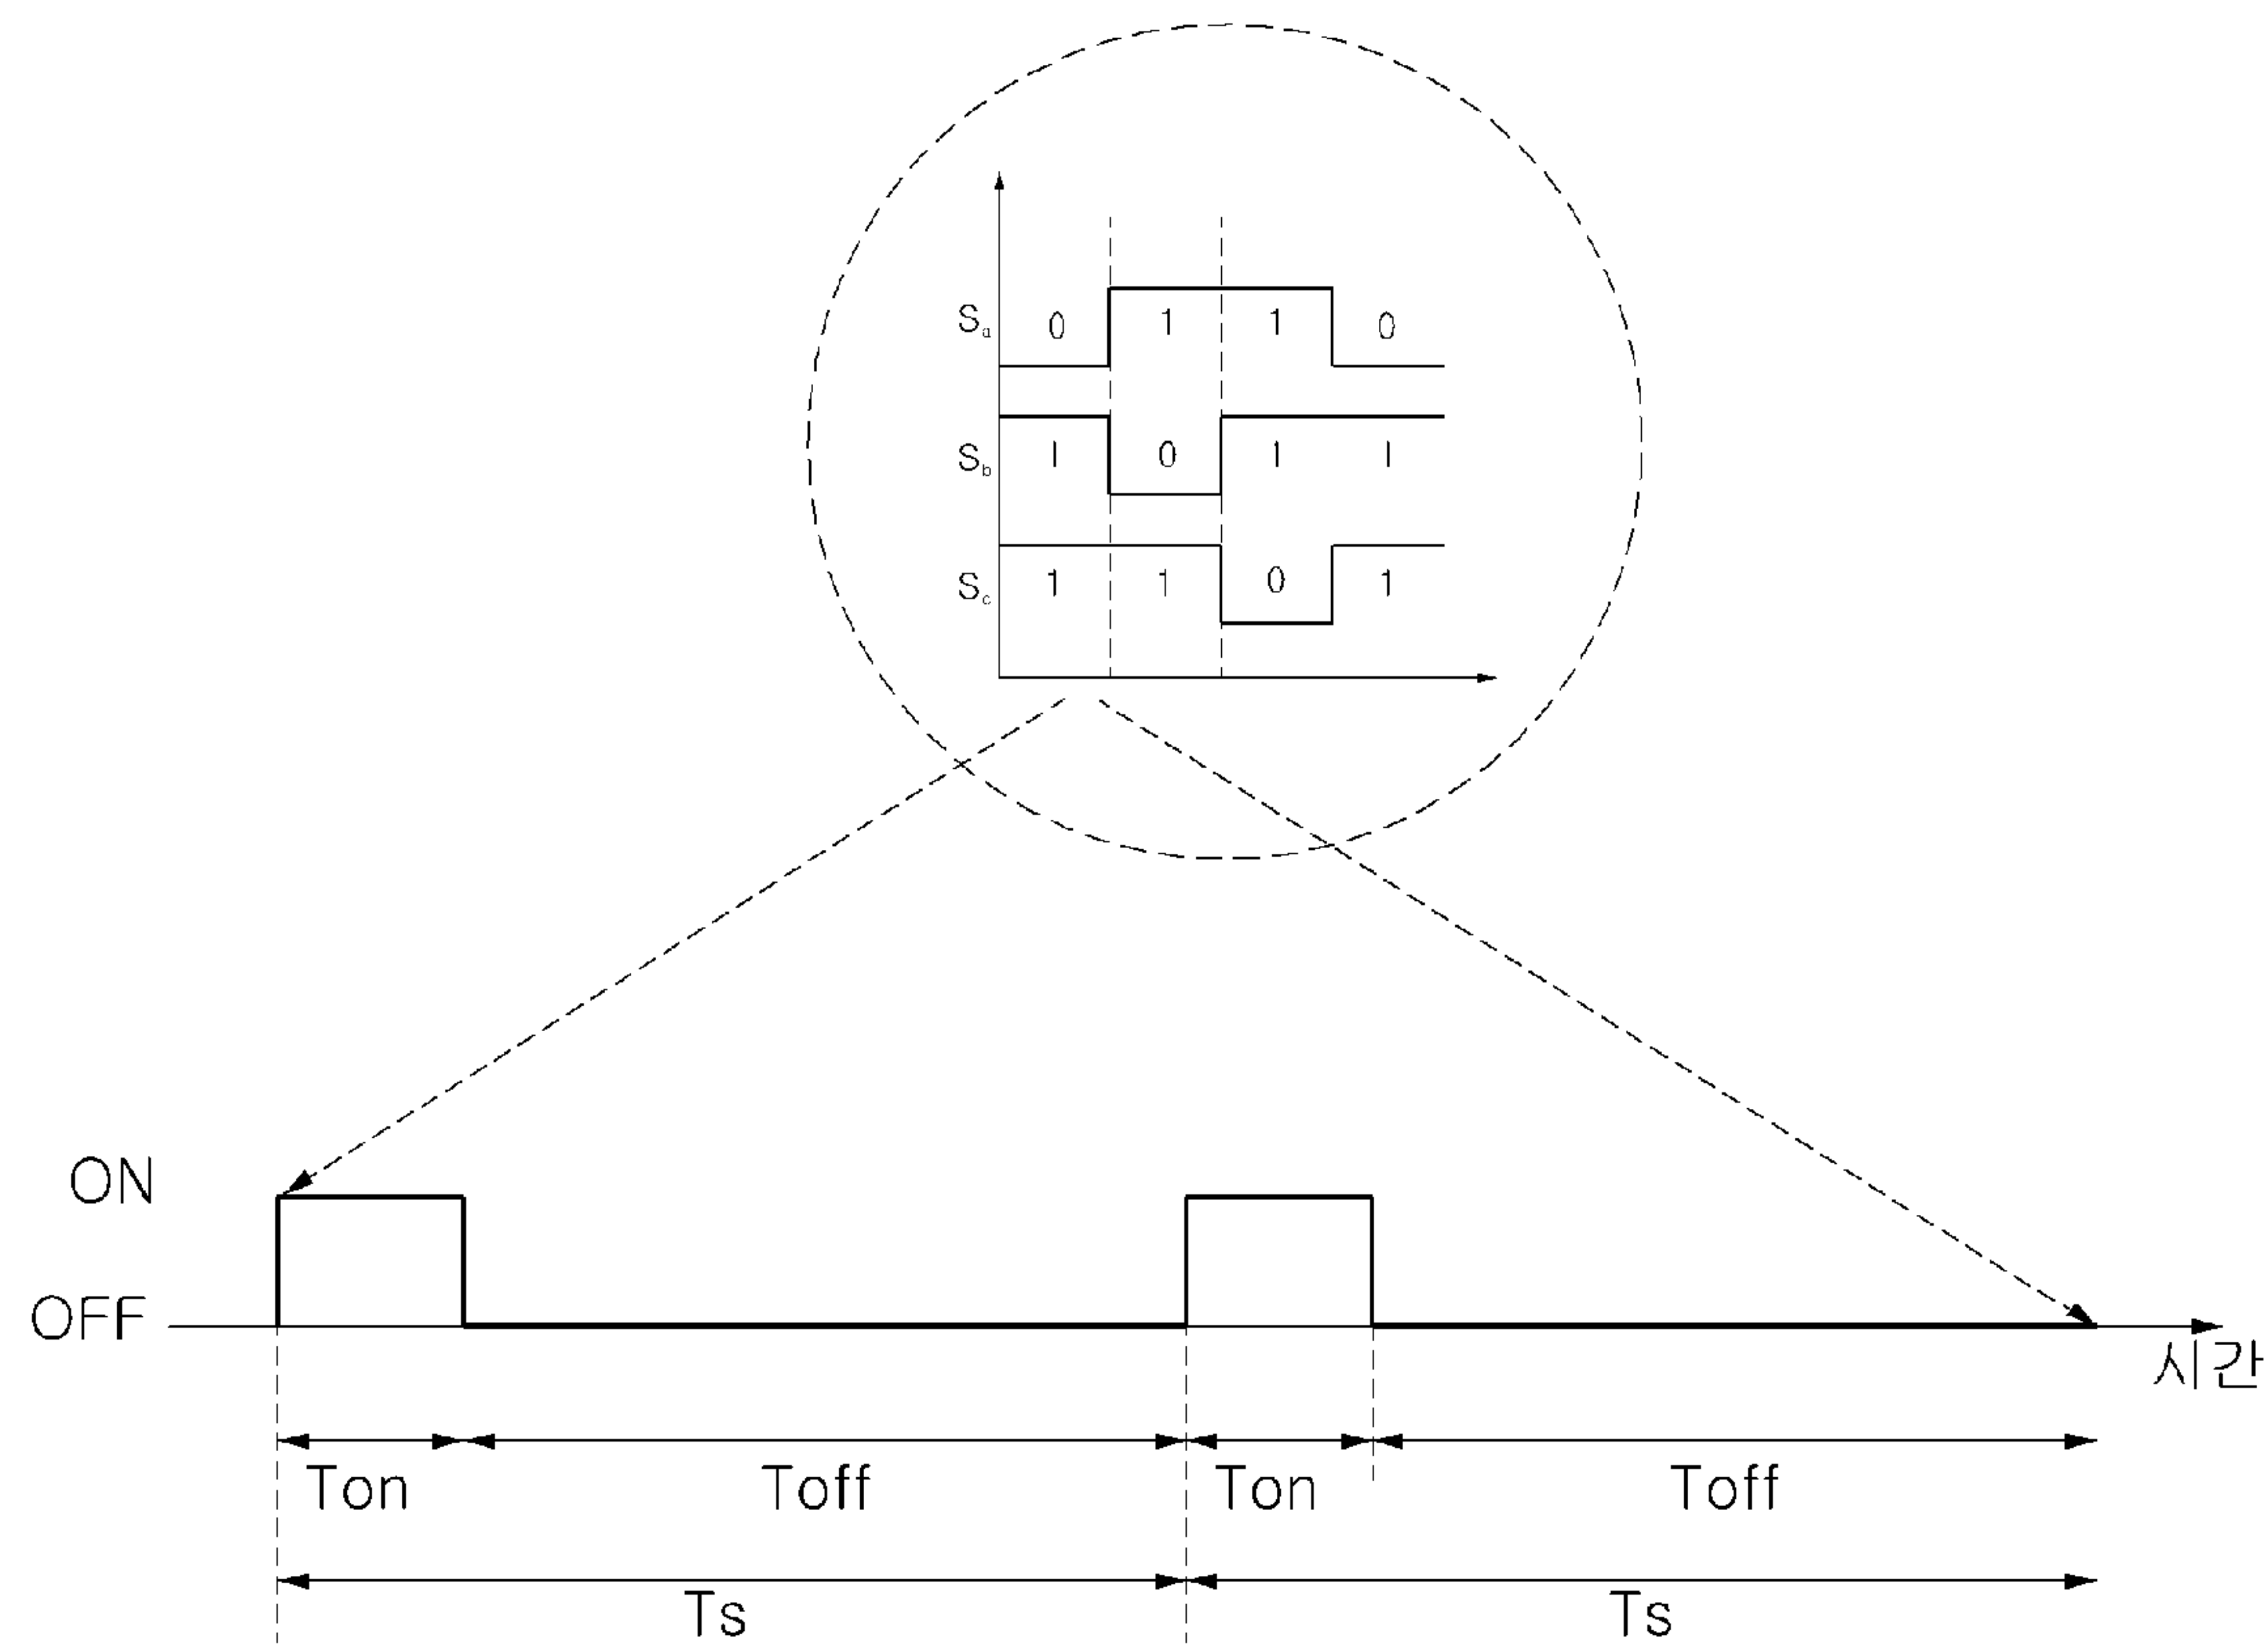 Sa 0 1 1 0
Sb 1 0 1 1
Sc 1 1 0 1
ON
OFF
시간
Ton Toff Ton Toff
Ts Ts